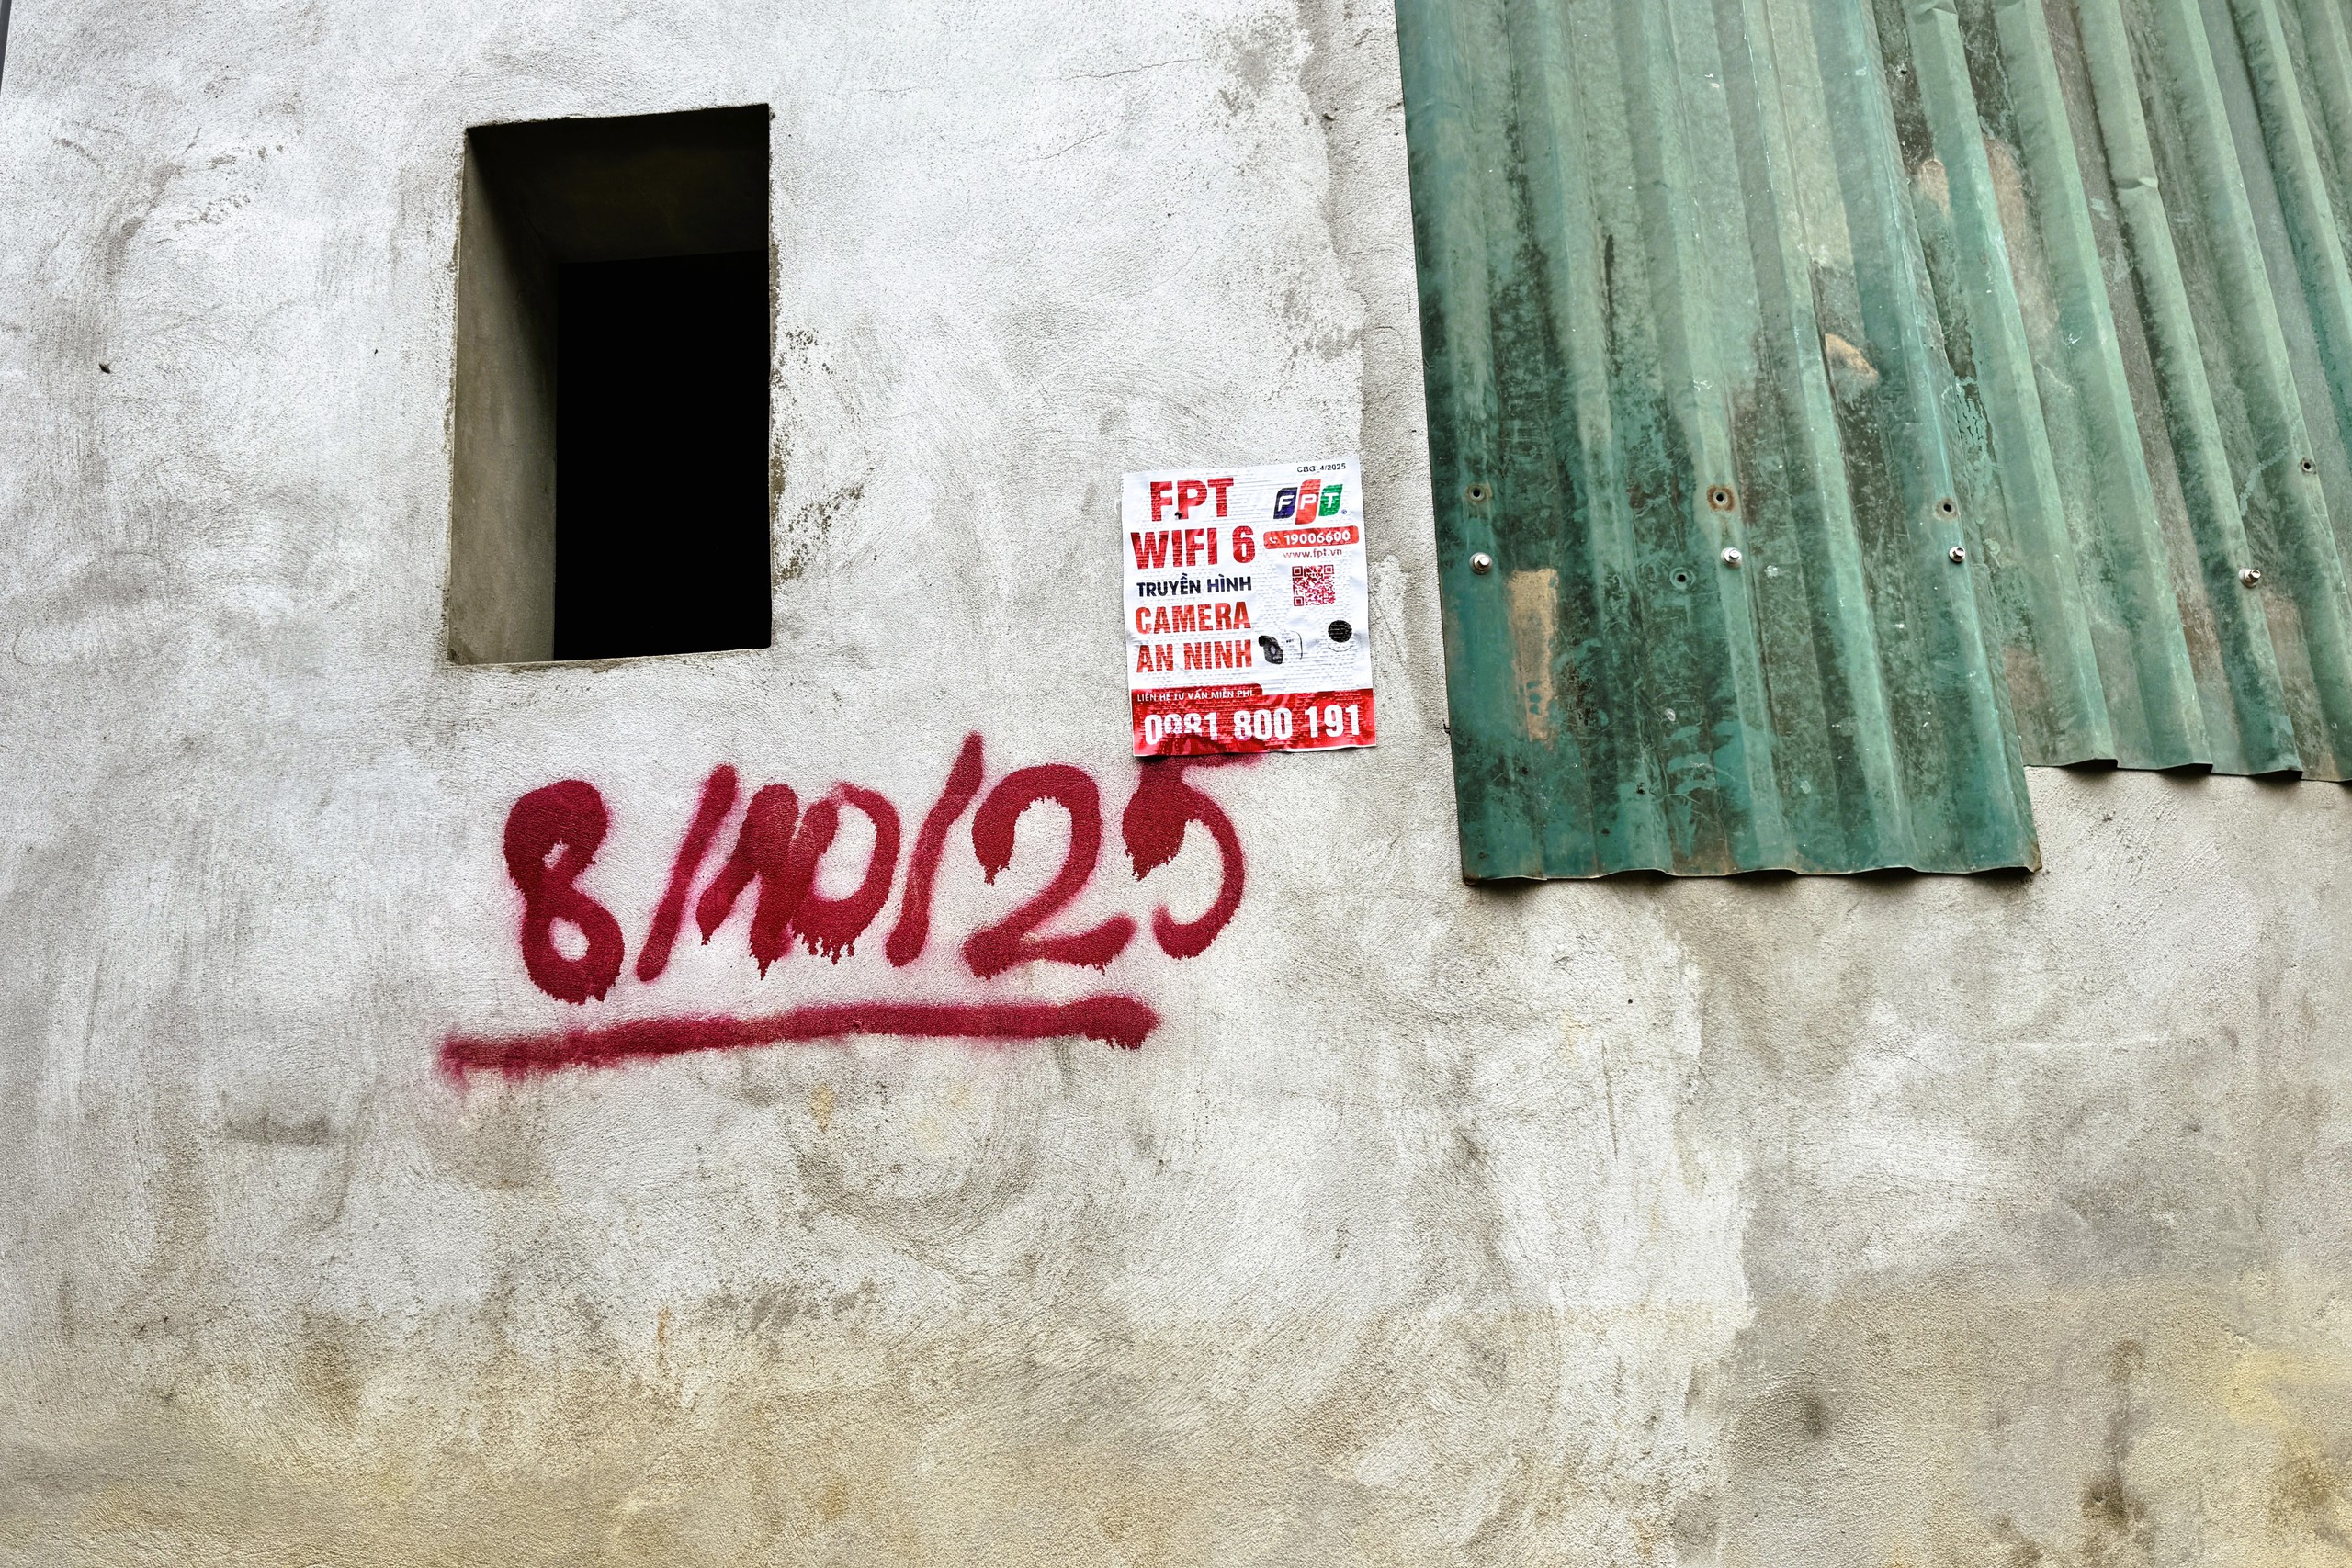 CBG_4/2025
FPT
FPT
WIFI 6
19006600
www.fpt.vn
TRUYỀN HÌNH
CAMERA
AN NINH
LIÊN HỆ TƯ VẤN MIỄN PHÍ
0981 800 191
8/10/25